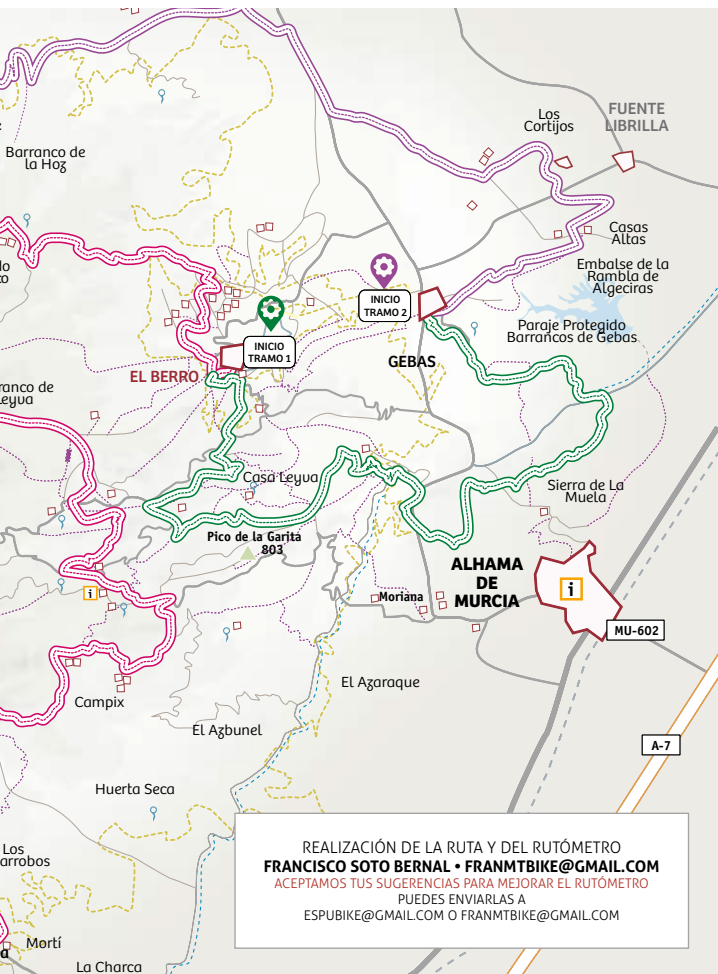 FUENTE
LIBRILLA
Los
Cortijos
Barranco de
la Hoz
Casas
Altas
Embalse de la
Rambla de
Algeciras
INICIO
TRAMO 2
Paraje Protegido
Barrancos de Gebas
INICIO
TRAMO 1
GEBAS
EL BERRO
Casa Leyva
Sierra de La
Muela
Pico de la Garita
803
ALHAMA
DE
MURCIA
i
i
Moriana
MU-602
El Azaraque
Campix
El Azbunel
A-7
Huerta Seca
REALIZACIÓN DE LA RUTA Y DEL RUTÓMETRO
FRANCISCO SOTO BERNAL • FRANMTBIKE@GMAIL.COM
ACEPTAMOS TUS SUGERENCIAS PARA MEJORAR EL RUTÓMETRO
PUEDES ENVIARLAS A
ESPUBIKE@GMAIL.COM O FRANMTBIKE@GMAIL.COM
Los
arrobos
Mortí
La Charca